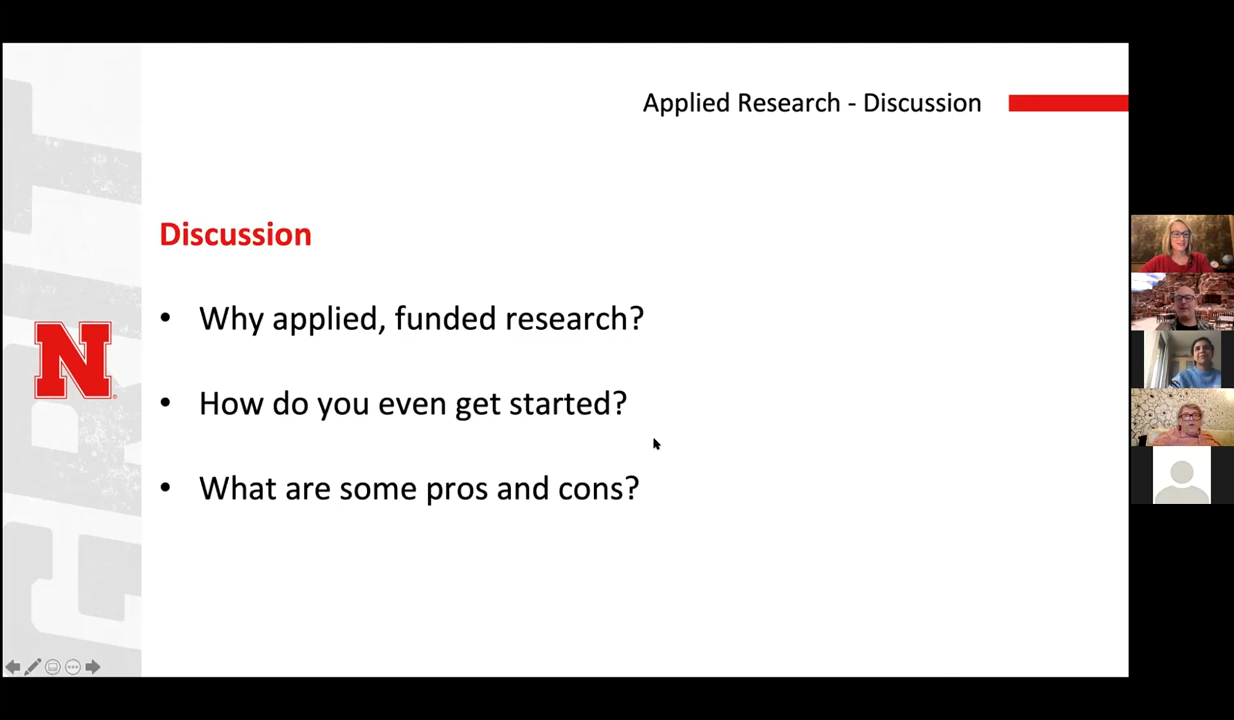 Applied Research - Discussion
Discussion
• Why applied, funded research?
• How do you even get started?
• What are some pros and cons?
N